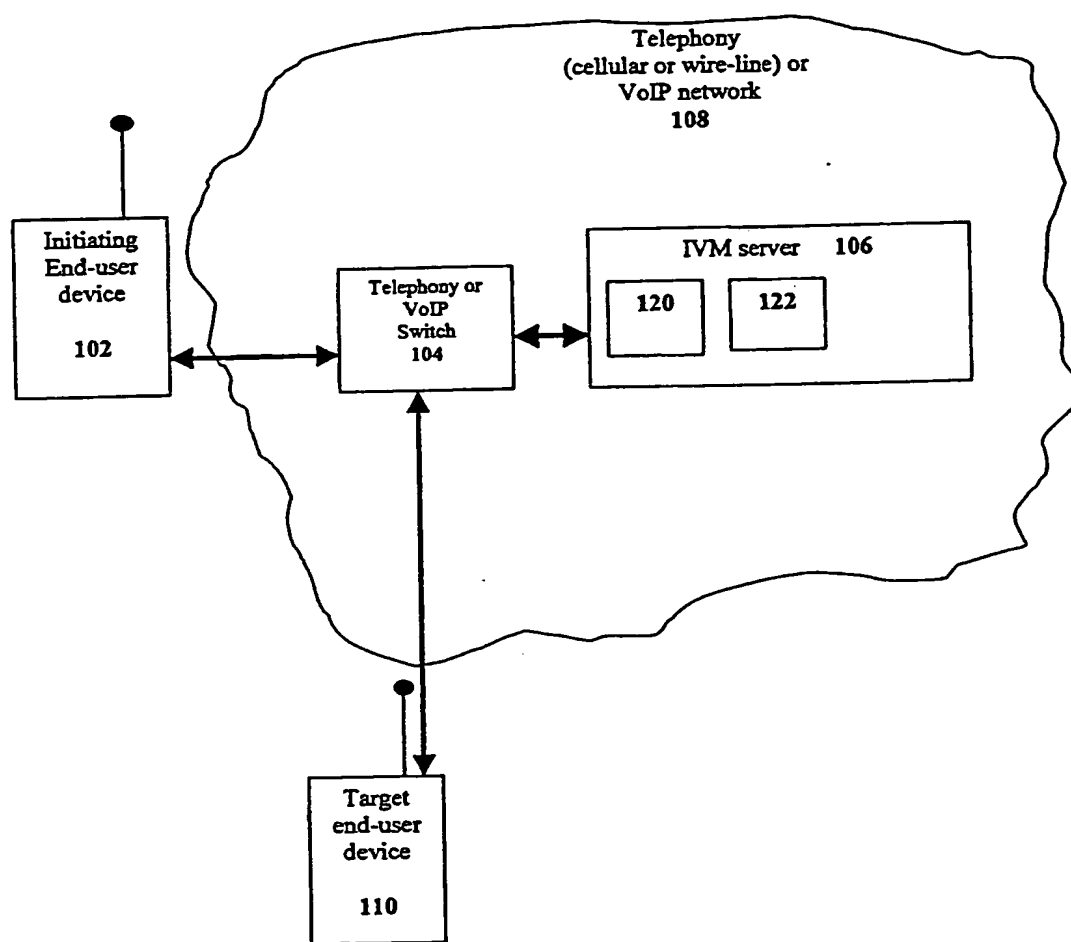 Telephony
(cellular or wire-line) or
VoIP network
108
Initiating
End-user
device
102
Telephony or
VoIP
Switch
104
IVM server 106
120 122
Target
end-user
device
110